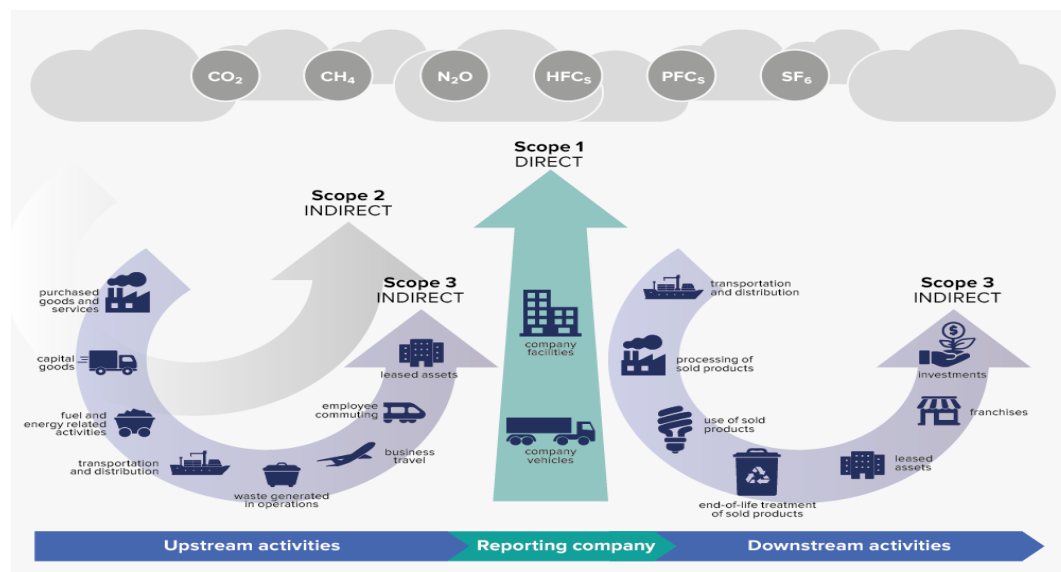 CO₂
CH₄
N₂O
HFCₛ
PFCₛ
SF₆
Scope 1
DIRECT
Scope 2
INDIRECT
Scope 3
INDIRECT
purchased
goods and
services
capital
goods
fuel and
energy related
activities
transportation
and distribution
waste generated
in operations
business
travel
employee
commuting
leased assets
company
facilities
company
vehicles
Scope 3
INDIRECT
transportation
and distribution
processing of
sold products
use of sold
products
end-of-life treatment
of sold products
leased
assets
franchises
$
investments
Upstream activities
Reporting company
Downstream activities